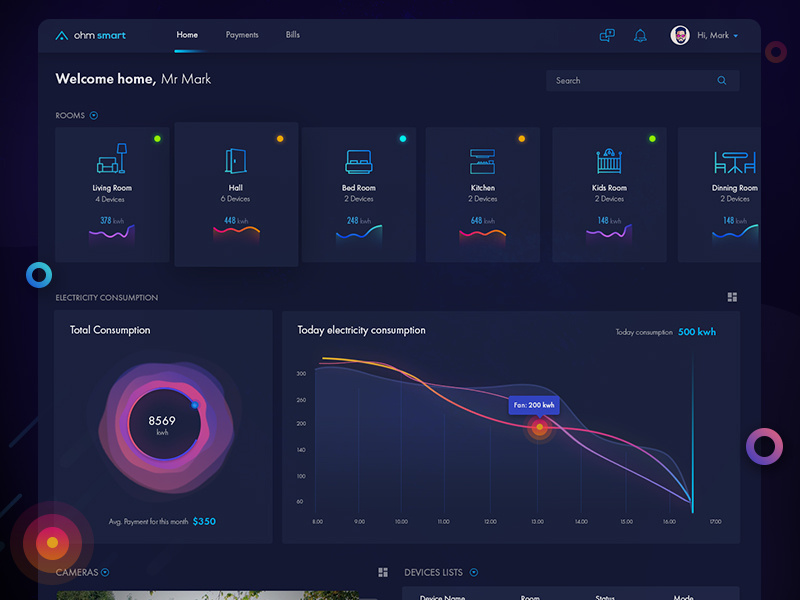 ohm smart
Home Payments Bills
Hi, Mark
Welcome home, Mr Mark
Search
ROOMS
Living Room
4 Devices
378 kwh
Hall
6 Devices
448 kwh
Bed Room
2 Devices
248 kwh
Kitchen
2 Devices
648 kwh
Kids Room
2 Devices
148 kwh
Dinning Room
2 Devices
148 kwh
ELECTRICITY CONSUMPTION
Total Consumption
8569
kwh
Avg. Payment for this month $350
Today electricity consumption
Today consumption 500 kwh
300
260
200
140
100
60
Fan: 200 kwh
8.00 9.00 10.00 11.00 12.00 13.00 14.00 15.00 16.00 17.00
CAMERAS
DEVICES LISTS
Device Name Room Status Mode